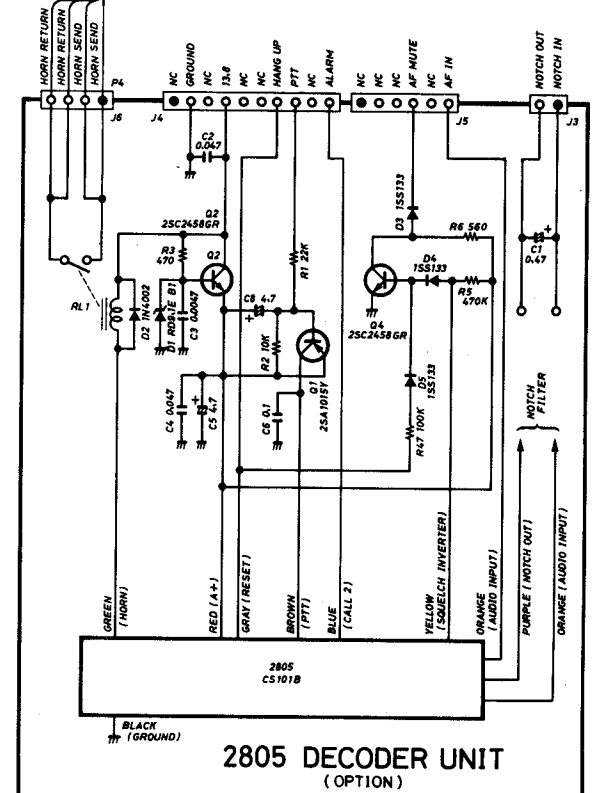 HORN RETURN
HORN RETURN
HORN SEND
HORN SEND
P4
J6
J4
NC
GROUND
NC
13.8
NC
NC
HANG UP
PTT
NC
ALARM
NC
NC
NC
AF MUTE
NC
AF IN
J5
NOTCH OUT
NOTCH IN
J3
C2
0.047
Q2
2SC2458GR
R3
470
Q2
RL1
D2 1N4002
D1 RD9.1E B1
C3 0.0047
C8 4.7
+
R1 22K
R2 10K
Q1
2SA1015Y
C4 0.047
+
C5 4.7
C6 0.1
D3 1SS133
R6 560
D4
1SS133
R5
470K
Q4
2SC2458GR
D5
1SS133
R47 100K
+
C1
0.47
NOTCH
FILTER
GREEN
(HORN)
RED (A+)
GRAY (RESET)
BROWN
(PTT)
BLUE
(CALL 2)
YELLOW
(SQUELCH INVERTER)
ORANGE
(AUDIO INPUT)
PURPLE (NOTCH OUT)
ORANGE (AUDIO INPUT)
2805
CS101B
BLACK
(GROUND)
2805 DECODER UNIT
(OPTION)